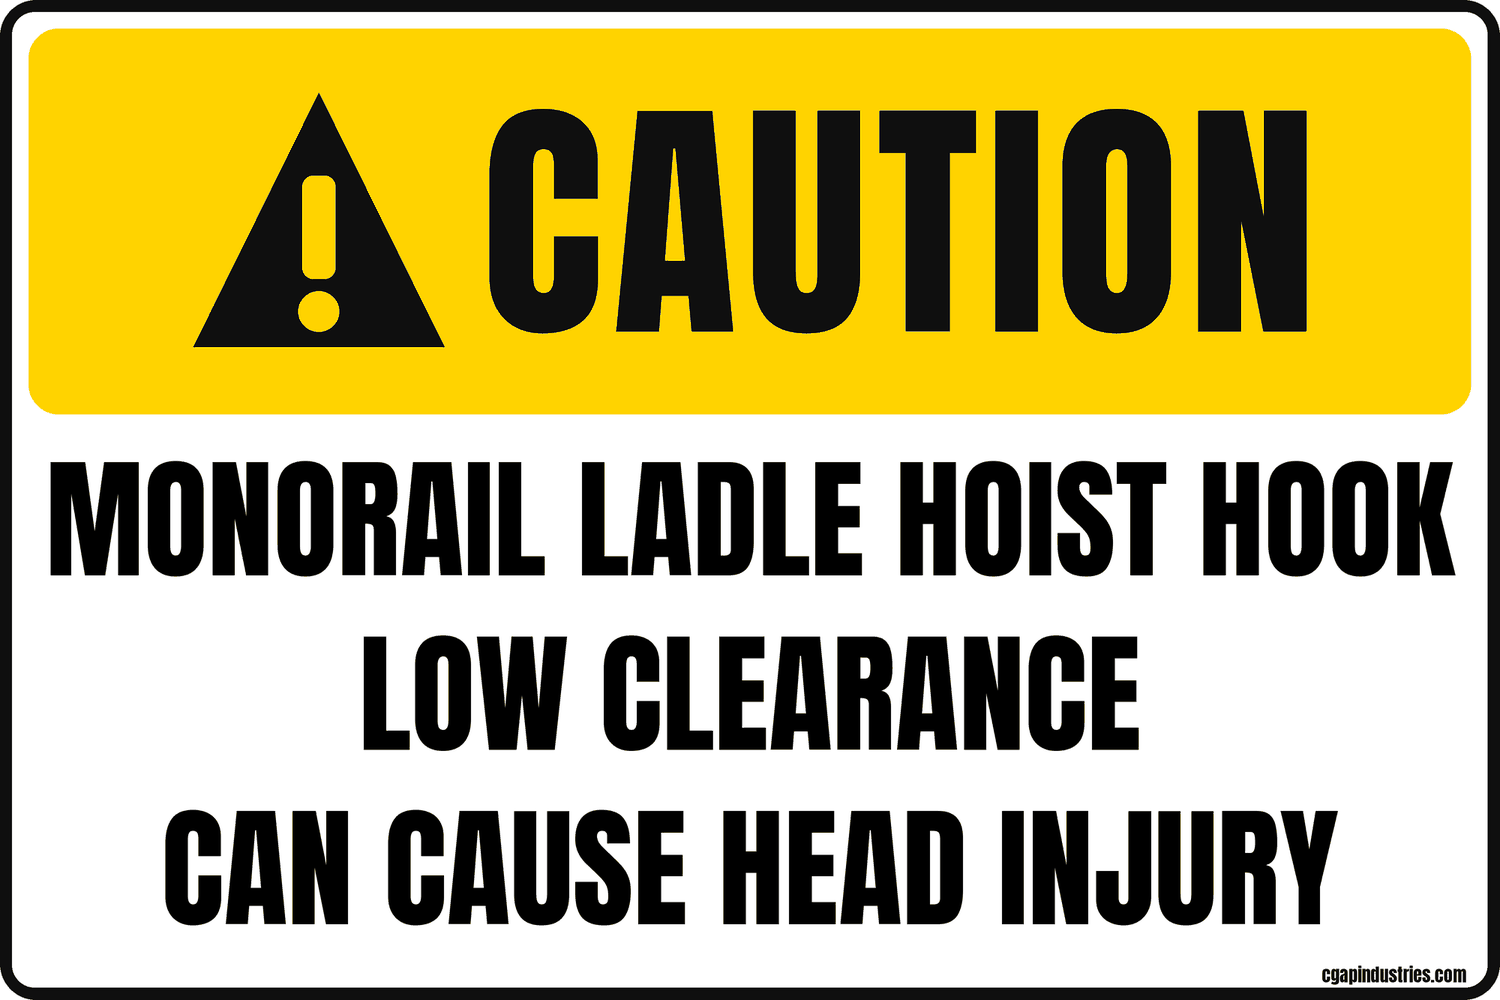 CAUTION
MONORAIL LADLE HOIST HOOK
LOW CLEARANCE
CAN CAUSE HEAD INJURY
cgapindustries.com